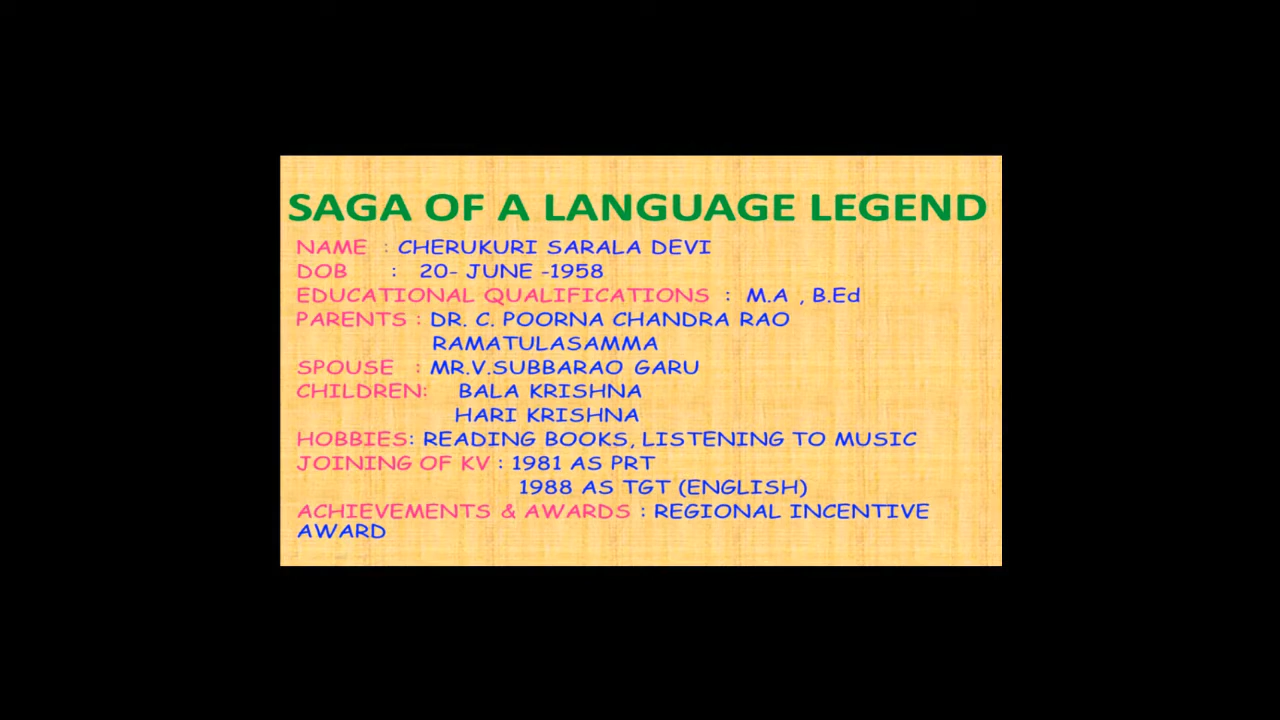 SAGA OF A LANGUAGE LEGEND
NAME : CHERUKURI SARALA DEVI
DOB : 20- JUNE -1958
EDUCATIONAL QUALIFICATIONS : M.A , B.Ed
PARENTS : DR. C. POORNA CHANDRA RAO
RAMATULASAMMA
SPOUSE : MR.V.SUBBARAO GARU
CHILDREN: BALA KRISHNA
HARI KRISHNA
HOBBIES: READING BOOKS, LISTENING TO MUSIC
JOINING OF KV : 1981 AS PRT
1988 AS TGT (ENGLISH)
ACHIEVEMENTS & AWARDS : REGIONAL INCENTIVE
AWARD